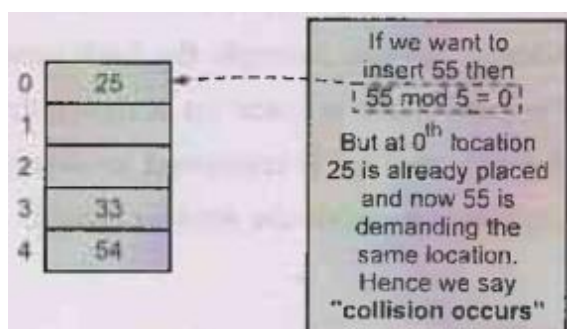 0 25
1
2
3 33
4 54
If we want to
insert 55 then
55 mod 5 = 0
But at 0th location
25 is already placed
and now 55 is
demanding the
same location.
Hence we say
"collision occurs"